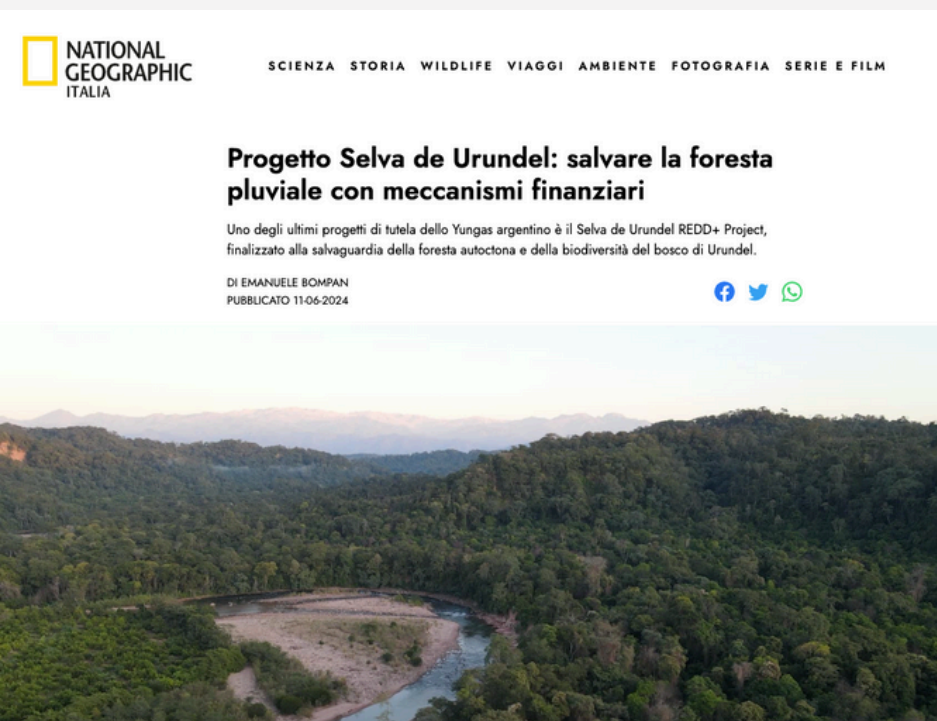 NATIONAL
GEOGRAPHIC
ITALIA
SCIENZA STORIA WILDLIFE VIAGGI AMBIENTE FOTOGRAFIA SERIE E FILM
Progetto Selva de Urundel: salvare la foresta
pluviale con meccanismi finanziari
Uno degli ultimi progetti di tutela dello Yungas argentino è il Selva de Urundel REDD+ Project,
finalizzato alla salvaguardia della foresta autoctona e della biodiversità del bosco di Urundel.
DI EMANUELE BOMPAN
PUBBLICATO 11-06-2024